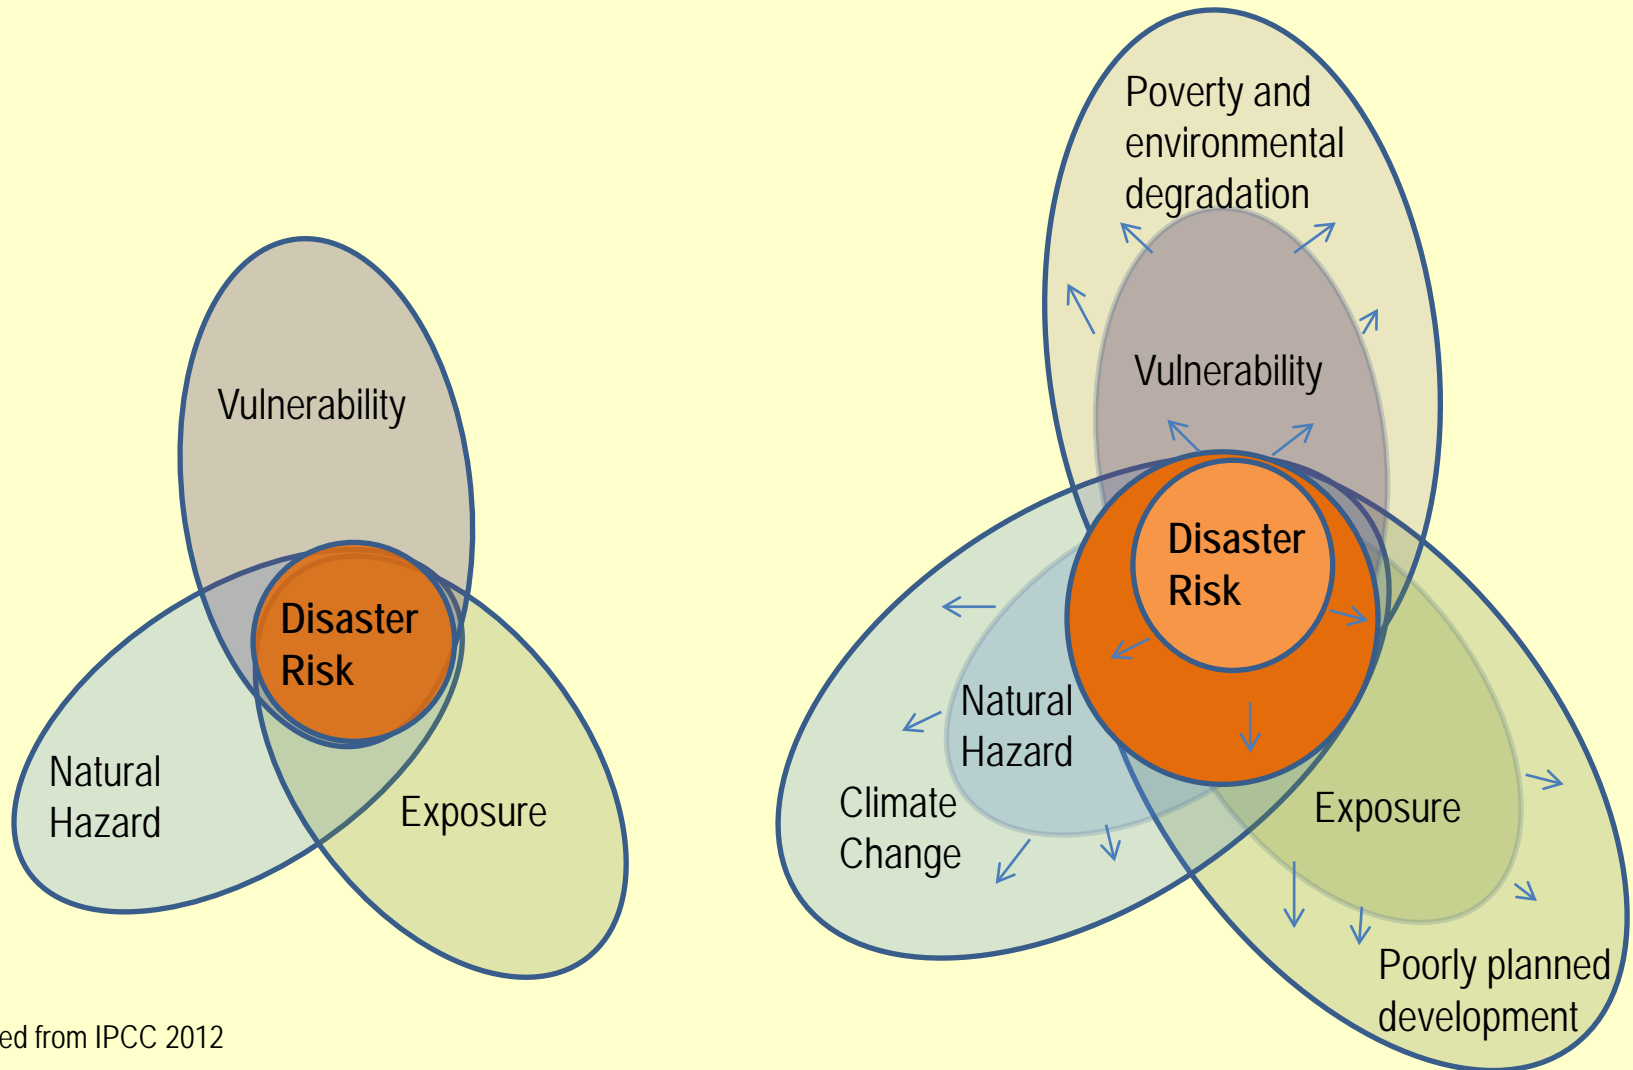 Vulnerability
Disaster
Risk
Natural
Hazard
Exposure
ed from IPCC 2012
Poverty and
environmental
degradation
Vulnerability
Disaster
Risk
Natural
Hazard
Climate
Change
Exposure
Poorly planned
development